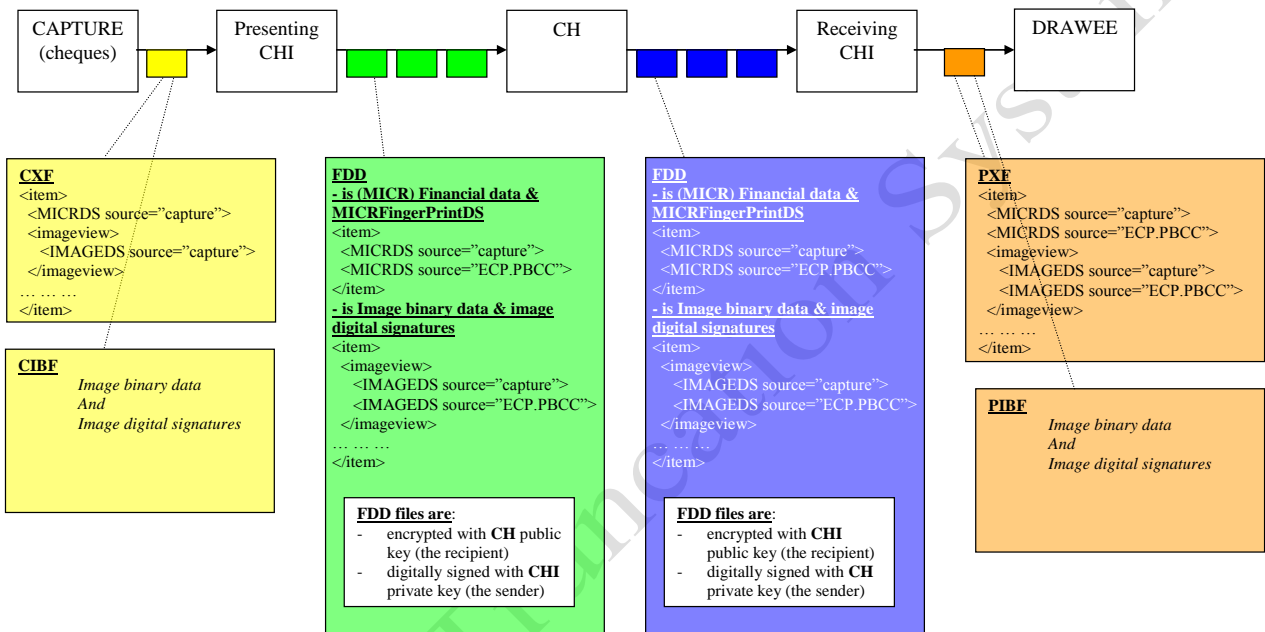 CAPTURE
(cheques)
Presenting
CHI
CH
Receiving
CHI
DRAWEE
CXF
<item>
<MICRDS source=”capture”>
<imageview>
<IMAGEDS source=”capture”>
</imageview>
… … …
</item>
CIBF
Image binary data
And
Image digital signatures
FDD
- is (MICR) Financial data &
MICRFingerPrintDS
<item>
<MICRDS source=”capture”>
<MICRDS source=”ECP.PBCC”>
</item>
- is Image binary data & image
digital signatures
<item>
<imageview>
<IMAGEDS source=”capture”>
<IMAGEDS source=”ECP.PBCC”>
</imageview>
… … …
</item>
FDD files are:
- encrypted with CH public
key (the recipient)
- digitally signed with CHI
private key (the sender)
FDD
- is (MICR) Financial data &
MICRFingerPrintDS
<item>
<MICRDS source=”capture”>
<MICRDS source=”ECP.PBCC”>
</item>
- is Image binary data & image
digital signatures
<item>
<imageview>
<IMAGEDS source=”capture”>
<IMAGEDS source=”ECP.PBCC”>
</imageview>
… … …
</item>
FDD files are:
- encrypted with CHI
public key (the recipient)
- digitally signed with CH
private key (the sender)
PXF
<item>
<MICRDS source=”capture”>
<MICRDS source=”ECP.PBCC”>
<imageview>
<IMAGEDS source=”capture”>
<IMAGEDS source=”ECP.PBCC”>
</imageview>
… … …
</item>
PIBF
Image binary data
And
Image digital signatures